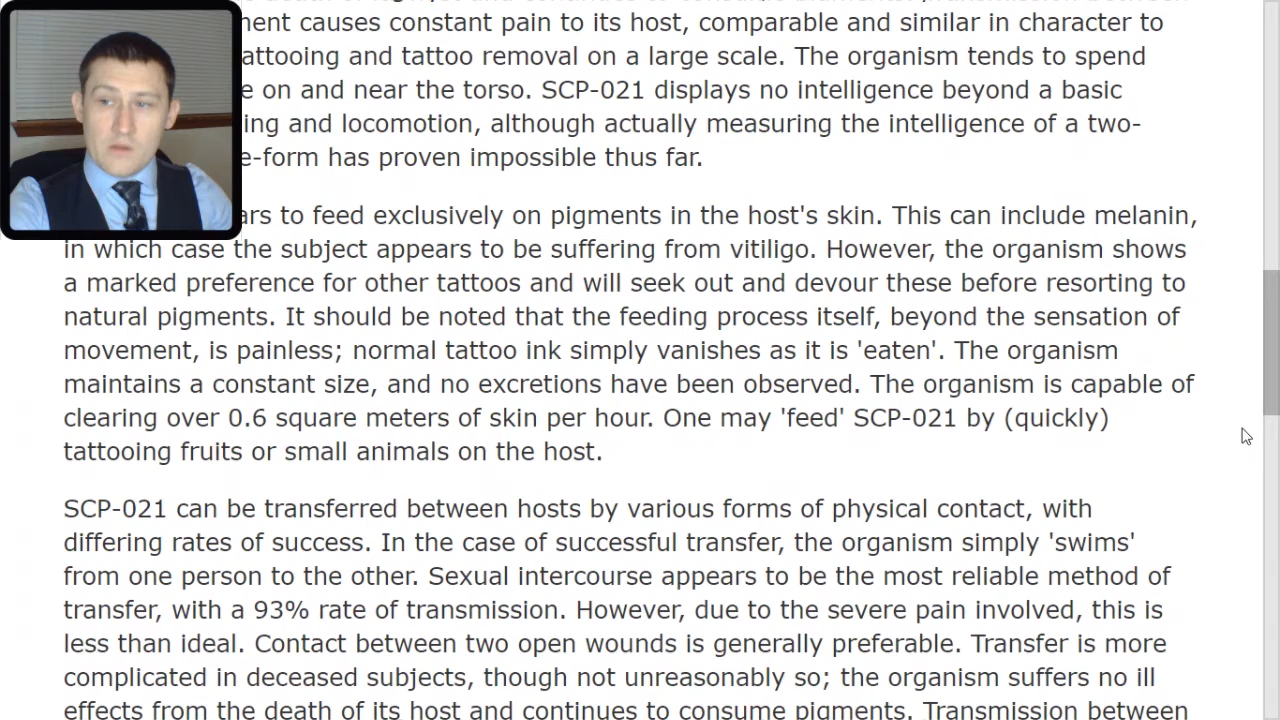 nent causes constant pain to its host, comparable and similar in character to
attooing and tattoo removal on a large scale. The organism tends to spend
e on and near the torso. SCP-021 displays no intelligence beyond a basic
ing and locomotion, although actually measuring the intelligence of a two-
e-form has proven impossible thus far.
ars to feed exclusively on pigments in the host's skin. This can include melanin,
in which case the subject appears to be suffering from vitiligo. However, the organism shows
a marked preference for other tattoos and will seek out and devour these before resorting to
natural pigments. It should be noted that the feeding process itself, beyond the sensation of
movement, is painless; normal tattoo ink simply vanishes as it is 'eaten'. The organism
maintains a constant size, and no excretions have been observed. The organism is capable of
clearing over 0.6 square meters of skin per hour. One may 'feed' SCP-021 by (quickly)
tattooing fruits or small animals on the host.
SCP-021 can be transferred between hosts by various forms of physical contact, with
differing rates of success. In the case of successful transfer, the organism simply 'swims'
from one person to the other. Sexual intercourse appears to be the most reliable method of
transfer, with a 93% rate of transmission. However, due to the severe pain involved, this is
less than ideal. Contact between two open wounds is generally preferable. Transfer is more
complicated in deceased subjects, though not unreasonably so; the organism suffers no ill
effects from the death of its host and continues to consume pigments. Transmission between